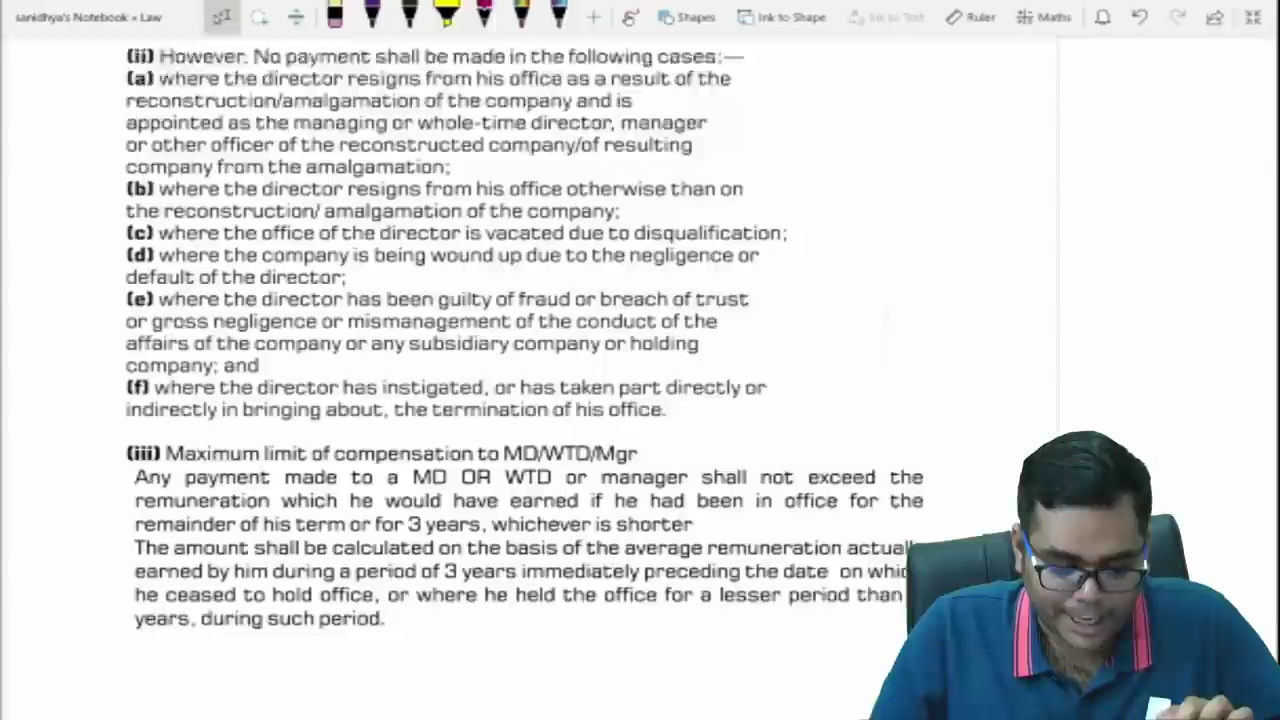 sanidhya's Notebook » Law
Shapes
Ink to Shape
Ink to Text
Ruler
Maths
(ii) However. No payment shall be made in the following cases:—
(a) where the director resigns from his office as a result of the
reconstruction/amalgamation of the company and is
appointed as the managing or whole-time director, manager
or other officer of the reconstructed company/of resulting
company from the amalgamation;
(b) where the director resigns from his office otherwise than on
the reconstruction/ amalgamation of the company;
(c) where the office of the director is vacated due to disqualification;
(d) where the company is being wound up due to the negligence or
default of the director;
(e) where the director has been guilty of fraud or breach of trust
or gross negligence or mismanagement of the conduct of the
affairs of the company or any subsidiary company or holding
company; and
(f) where the director has instigated, or has taken part directly or
indirectly in bringing about, the termination of his office.
(iii) Maximum limit of compensation to MD/WTD/Mgr
Any payment made to a MD OR WTD or manager shall not exceed the
remuneration which he would have earned if he had been in office for the
remainder of his term or for 3 years, whichever is shorter
The amount shall be calculated on the basis of the average remuneration
earned by him during a period of 3 years immediately preceding the date on
he ceased to hold office, or where he held the office for a lesser period than
years, during such period.